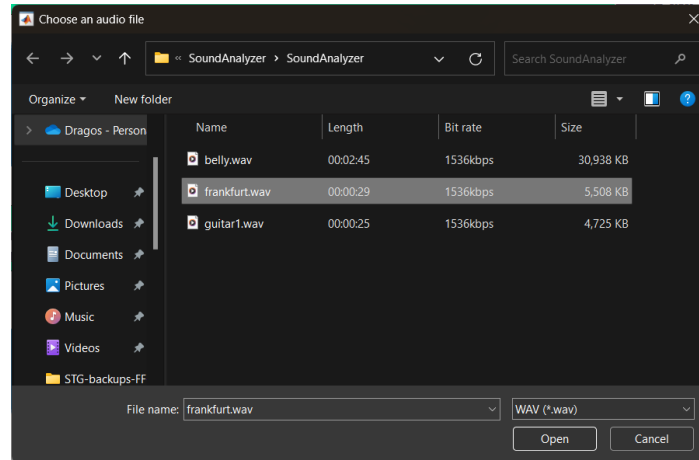 Choose an audio file
« SoundAnalyzer > SoundAnalyzer
Search SoundAnalyzer
Organize
New folder
Dragos - Person
Name Length Bit rate Size
belly.wav 00:02:45 1536kbps 30,938 KB
frankfurt.wav 00:00:29 1536kbps 5,508 KB
guitar1.wav 00:00:25 1536kbps 4,725 KB
Desktop
Downloads
Documents
Pictures
Music
Videos
STG-backups-FF
File name: frankfurt.wav
WAV (*.wav)
Open
Cancel